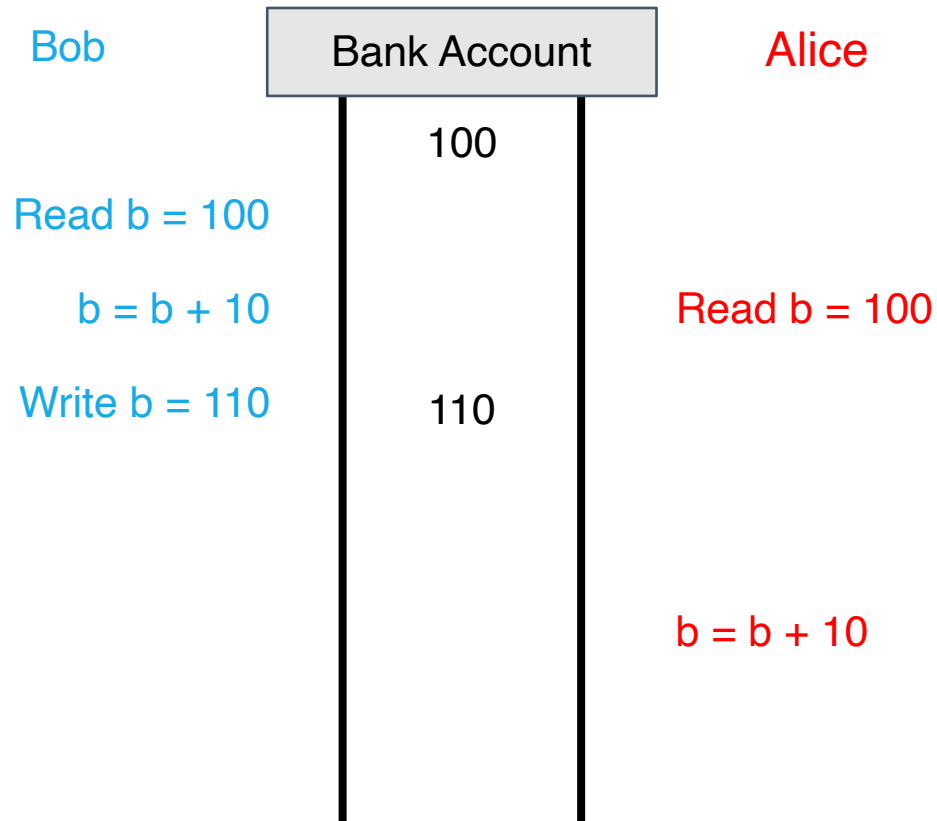 Bob
Bank Account
Alice
100
Read b = 100
b = b + 10
Read b = 100
Write b = 110
110
b = b + 10